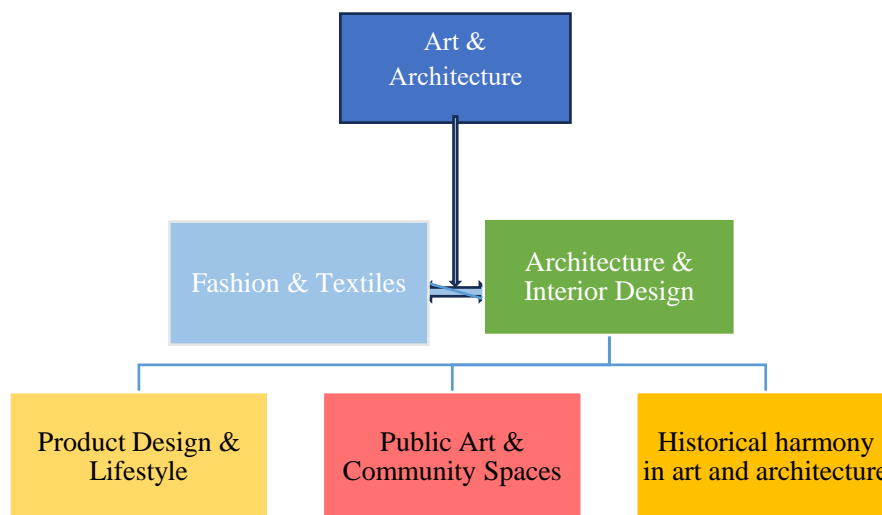 Art &
Architecture
Fashion & Textiles
Architecture &
Interior Design
Product Design &
Lifestyle
Public Art &
Community Spaces
Historical harmony
in art and architecture